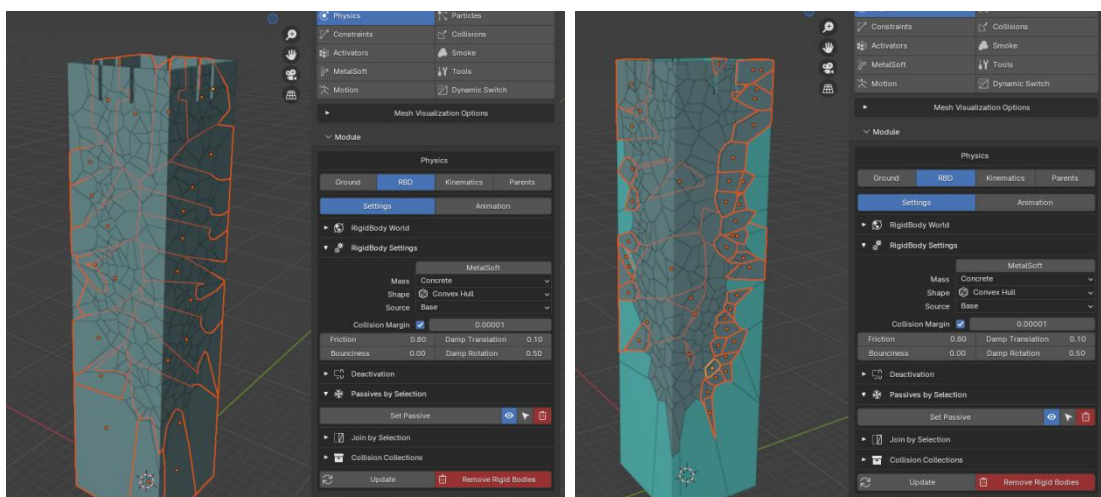 Physics Particles
Constraints Collisions
Activators Smoke
MetalSoft Tools
Motion Dynamic Switch
Mesh Visualization Options
Module
Physics
Ground RBD Kinematics Parents
Settings Animation
RigidBody World
RigidBody Settings
MetalSoft
Mass Concrete
Shape Convex Hull
Source Base
Collision Margin 0.00001
Friction 0.80 Damp Translation 0.10
Bounciness 0.00 Damp Rotation 0.50
Deactivation
Passives by Selection
Set Passive
Join by Selection
Collision Collections
Update Remove Rigid Bodies
Constraints Collisions
Activators Smoke
MetalSoft Tools
Motion Dynamic Switch
Mesh Visualization Options
Module
Physics
Ground RBD Kinematics Parents
Settings Animation
RigidBody World
RigidBody Settings
MetalSoft
Mass Concrete
Shape Convex Hull
Source Base
Collision Margin 0.00001
Friction 0.80 Damp Translation 0.10
Bounciness 0.00 Damp Rotation 0.50
Deactivation
Passives by Selection
Set Passive
Join by Selection
Collision Collections
Update Remove Rigid Bodies